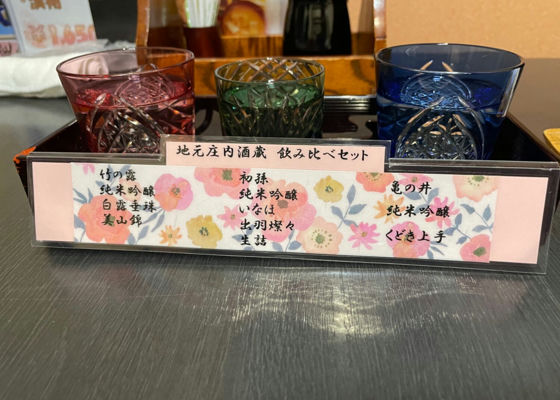 地元庄内酒蔵 飲み比べセット
竹の露
純米吟醸
白露垂珠
美山錦
初孫
純米吟醸
いなほ
出羽燦々
生詰
亀の井
純米吟醸
くどき上手